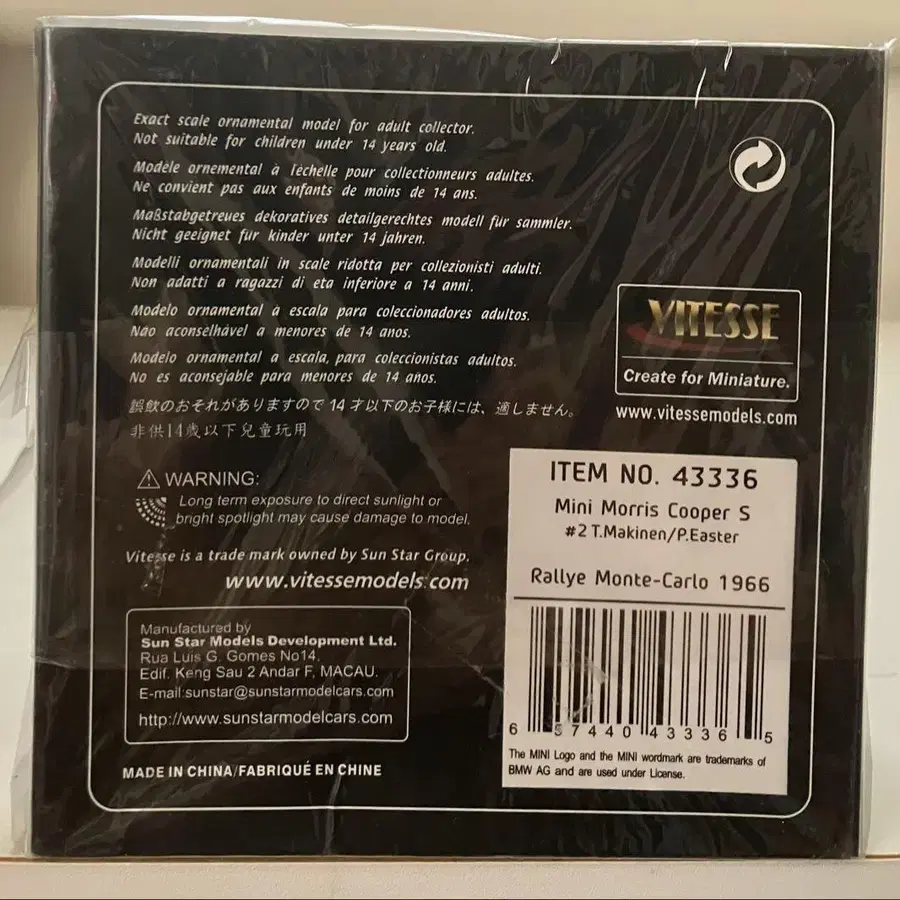 Exact scale ornamental model for adult collector.
Not suitable for children under 14 years old.
Modèle ornemental à l'échelle pour collectionneurs adultes.
Ne convient pas aux enfants de moins de 14 ans.
Maßstabgetreues dekoratives detailgerechtes modell für sammier.
Nicht geeignet für kinder unter 14 jahren.
Modelli ornamentali in scale ridotta per collezionisti adulti.
Non adatti a ragazzi di eta inferiore a 14 anni.
Modelo ornamental a escala para coleccionadores adultos.
Nao aconselhável a menores de 14 anos.
Modelo ornamental a escala, para coleccionistas adultos.
No es aconsejable para menores de 14 años.
誤飲のおそれがありますので 14 才以下のお子様には、適しません。
非供14歲以下兒童玩用
WARNING:
Long term exposure to direct sunlight or
bright spotlight may cause damage to model.
Vitesse is a trade mark owned by Sun Star Group.
www.vitessemodels.com
Manufactured by
Sun Star Models Development Ltd.
Rua Luis G. Gomes No14,
Edif. Keng Sau 2 Andar F, MACAU.
E-mail:sunstar@sunstarmodelcars.com
http://www.sunstarmodelcars.com
MADE IN CHINA/FABRIQUÉ EN CHINE
VITESSE
Create for Miniature.
www.vitessemodels.com
ITEM NO. 43336
Mini Morris Cooper S
#2 T.Makinen/P.Easter
Rallye Monte-Carlo 1966
6 57440 43336 5
The MINI Logo and the MINI wordmark are trademarks of
BMW AG and are used under License.